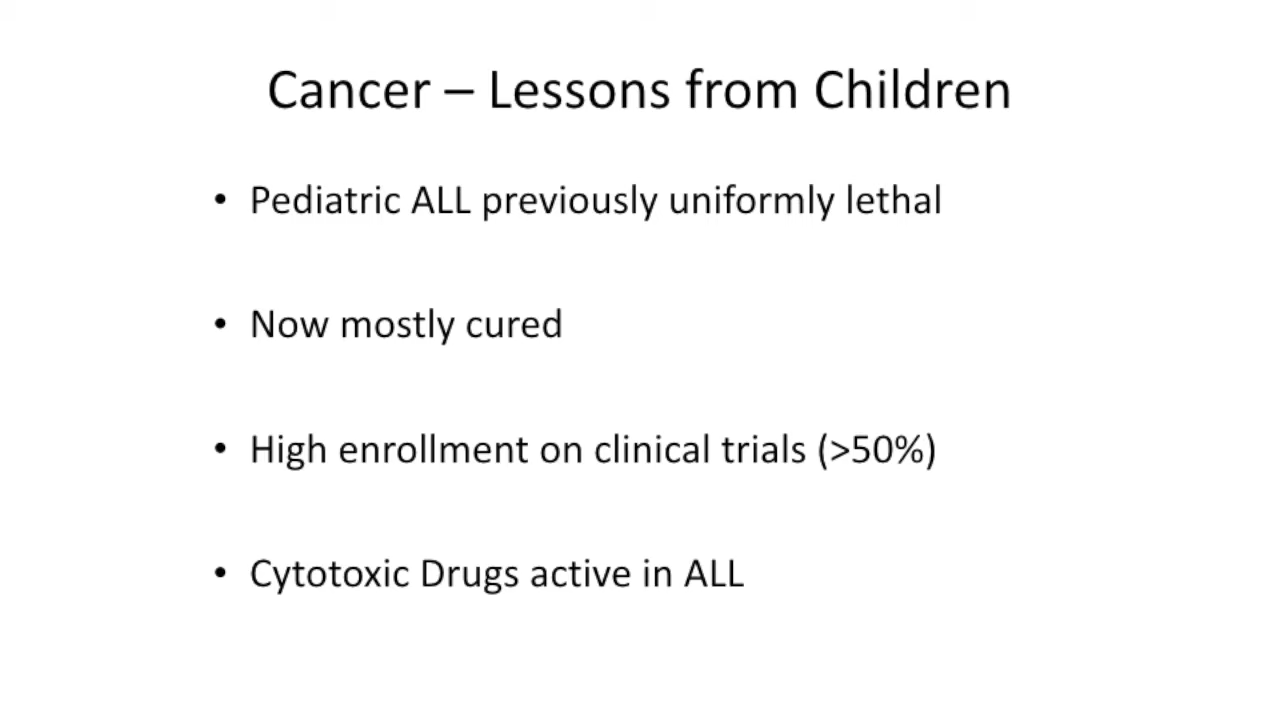 Cancer – Lessons from Children
• Pediatric ALL previously uniformly lethal
• Now mostly cured
• High enrollment on clinical trials (>50%)
• Cytotoxic Drugs active in ALL